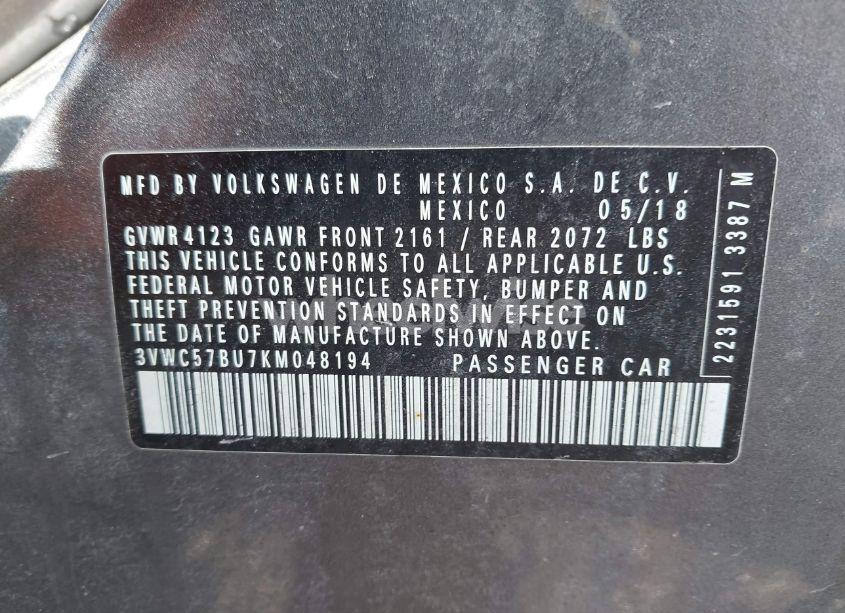 MFD BY VOLKSWAGEN DE MEXICO S.A. DE C.V.
MEXICO 05/18
GVWR 4123 GAWR FRONT 2161 / REAR 2072 LBS
THIS VEHICLE CONFORMS TO ALL APPLICABLE U.S.
FEDERAL MOTOR VEHICLE SAFETY, BUMPER AND
THEFT PREVENTION STANDARDS IN EFFECT ON
THE DATE OF MANUFACTURE SHOWN ABOVE.
3VWC57BU7KM048194 PASSENGER CAR
2231591 3387 M